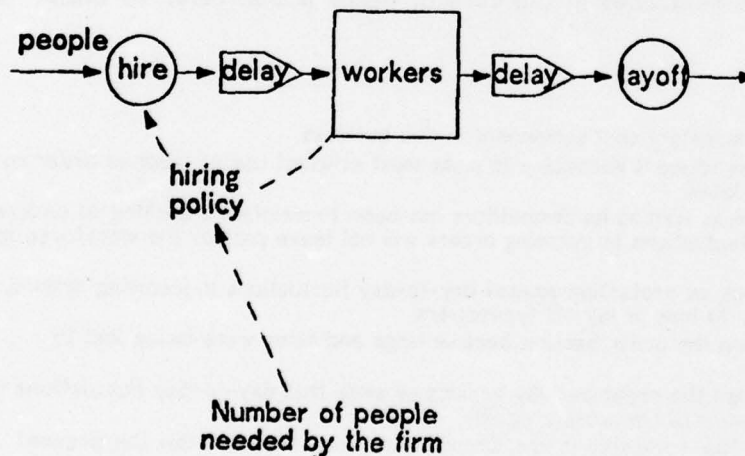 people
hire
delay
workers
delay
layoff
hiring
policy
Number of people
needed by the firm